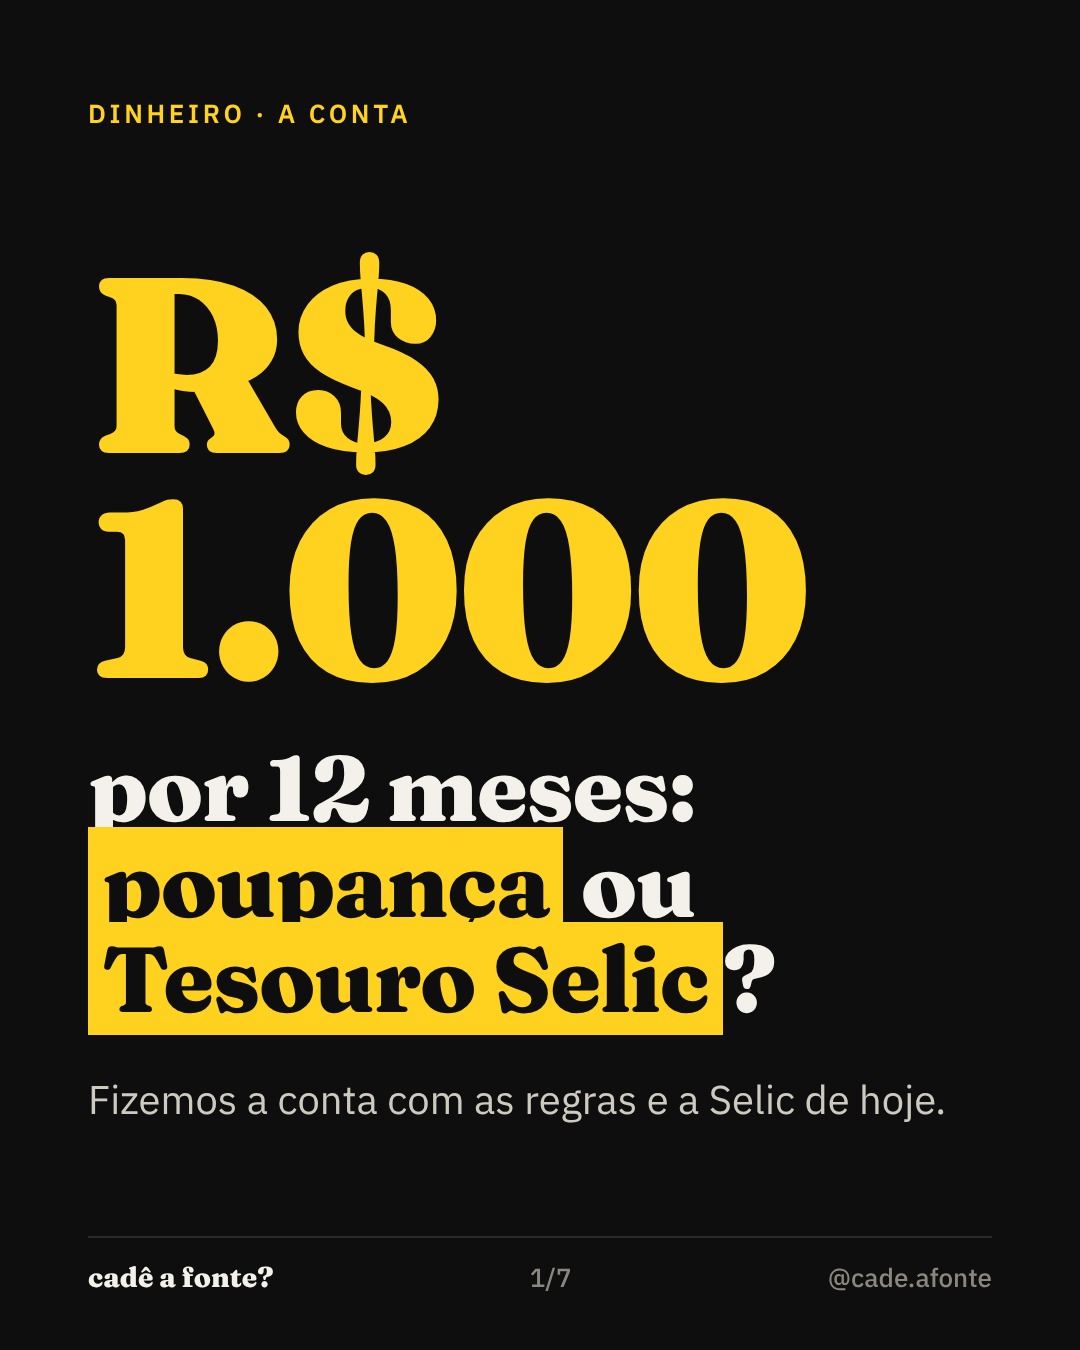 DINHEIRO · A CONTA
R$
1.000
por 12 meses:
poupança ou
Tesouro Selic?
Fizemos a conta com as regras e a Selic de hoje.
cadê a fonte?
1/7
@cade.afonte